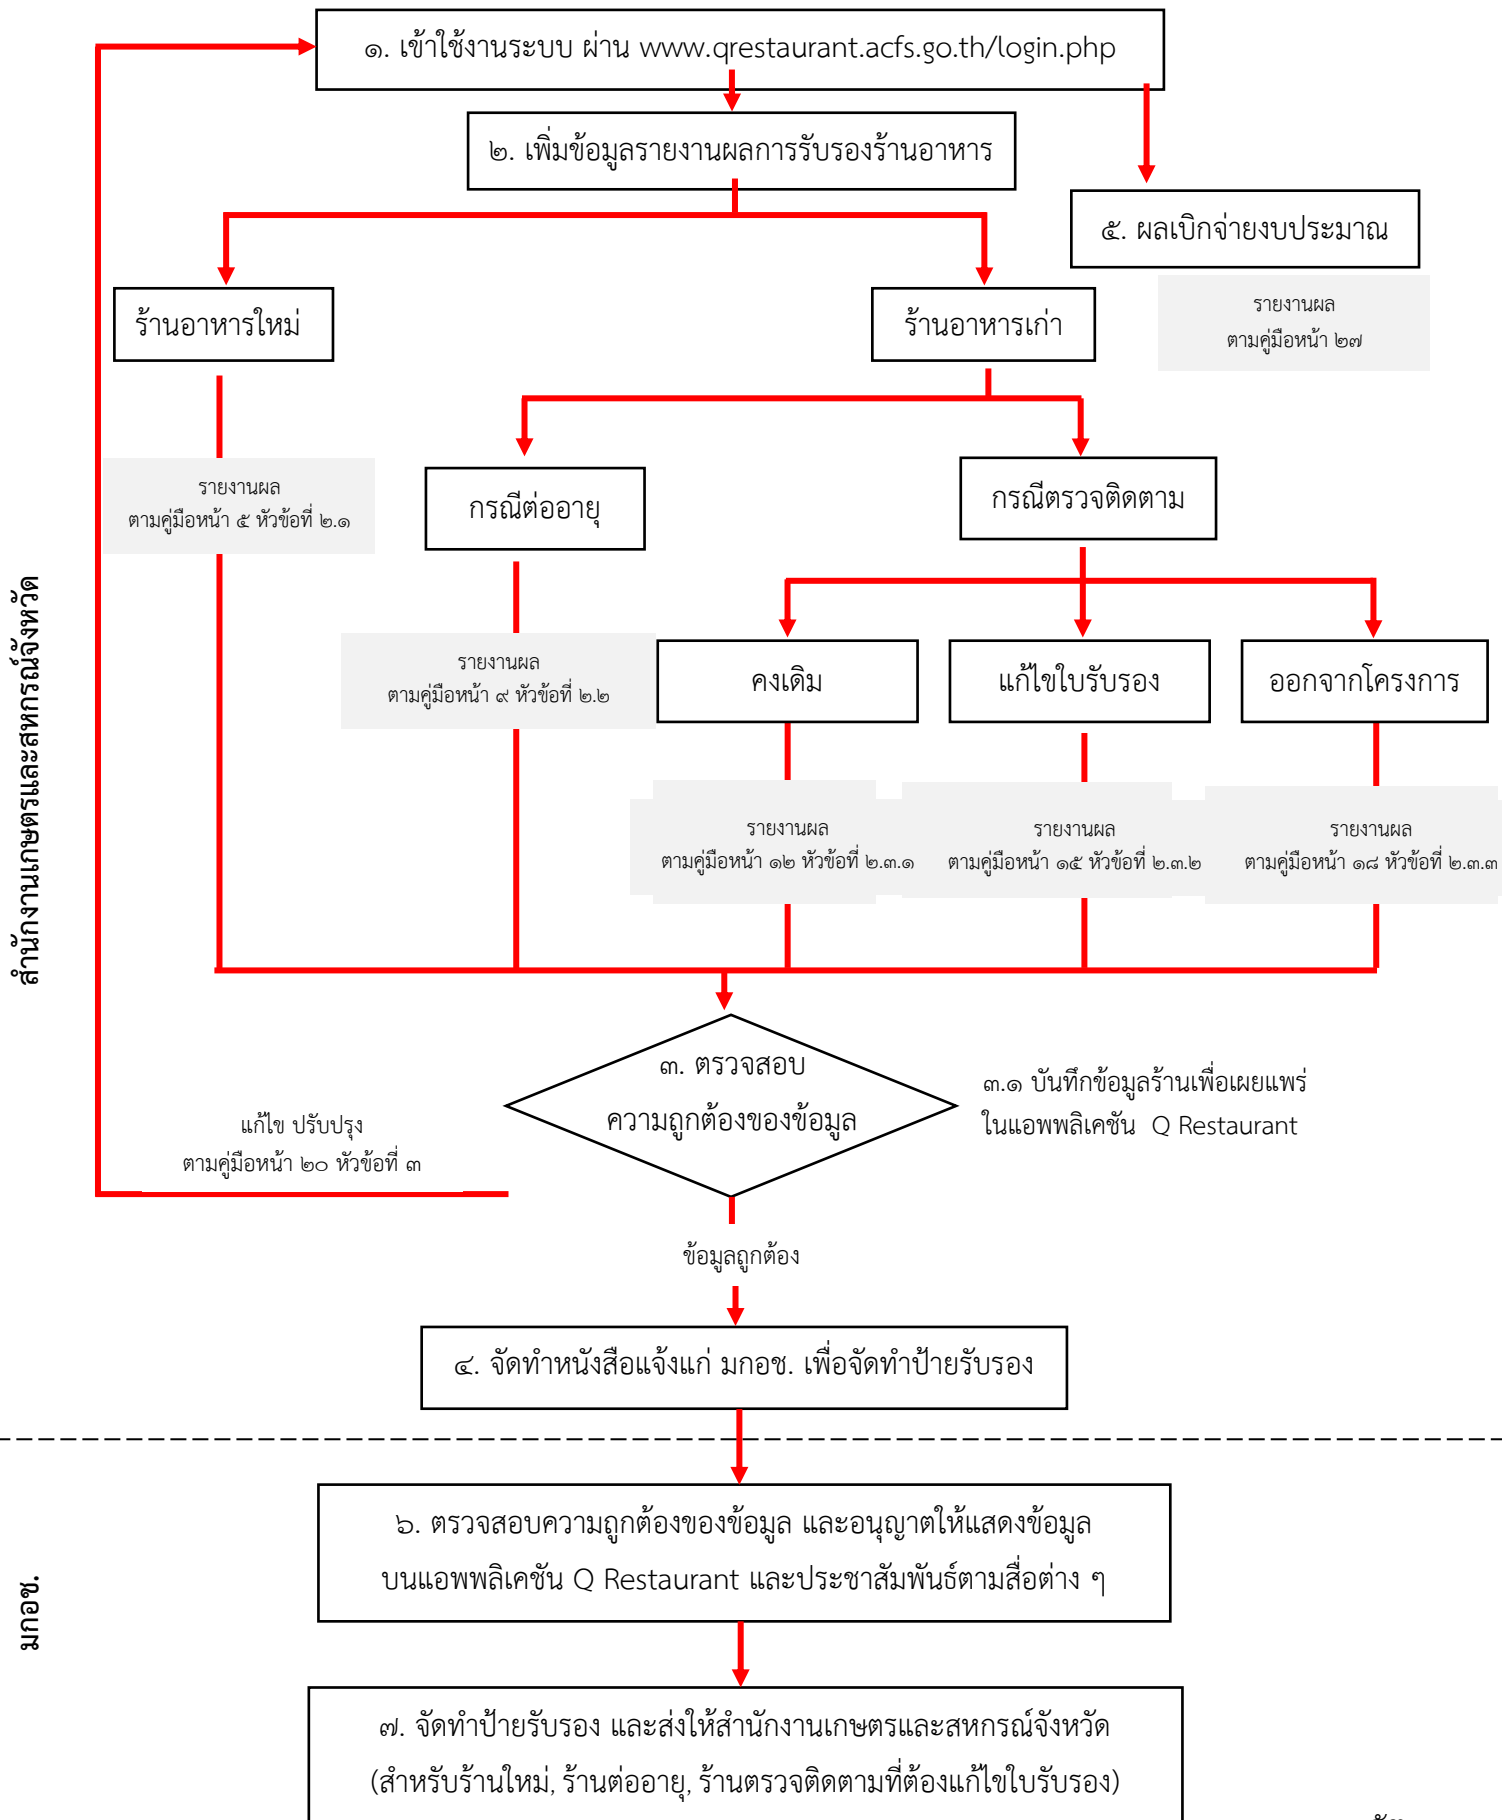 ๑. เข้าใช้งานระบบ ผ่าน www.qrestaurant.acfs.go.th/login.php
๒. เพิ่มข้อมูลรายงานผลการรับรองร้านอาหาร
๕. ผลเบิกจ่ายงบประมาณ
รายงานผล
ตามคู่มือหน้า ๒๗
ร้านอาหารใหม่
ร้านอาหารเก่า
รายงานผล
ตามคู่มือหน้า ๕ หัวข้อที่ ๒.๑
กรณีต่ออายุ
กรณีตรวจติดตาม
รายงานผล
ตามคู่มือหน้า ๙ หัวข้อที่ ๒.๒
คงเดิม
แก้ไขใบรับรอง
ออกจากโครงการ
รายงานผล
ตามคู่มือหน้า ๑๒ หัวข้อที่ ๒.๓.๑
รายงานผล
ตามคู่มือหน้า ๑๕ หัวข้อที่ ๒.๓.๒
รายงานผล
ตามคู่มือหน้า ๑๘ หัวข้อที่ ๒.๓.๓
สำนักงานเกษตรและสหกรณ์จังหวัด
๓. ตรวจสอบ
ความถูกต้องของข้อมูล
๓.๑ บันทึกข้อมูลร้านเพื่อเผยแพร่
ในแอพพลิเคชัน Q Restaurant
แก้ไข ปรับปรุง
ตามคู่มือหน้า ๒๐ หัวข้อที่ ๓
ข้อมูลถูกต้อง
๔. จัดทำหนังสือแจ้งแก่ มกอช. เพื่อจัดทำป้ายรับรอง
มกอช.
๖. ตรวจสอบความถูกต้องของข้อมูล และอนุญาตให้แสดงข้อมูล
บนแอพพลิเคชัน Q Restaurant และประชาสัมพันธ์ตามสื่อต่าง ๆ
๗. จัดทำป้ายรับรอง และส่งให้สำนักงานเกษตรและสหกรณ์จังหวัด
(สำหรับร้านใหม่, ร้านต่ออายุ, ร้านตรวจติดตามที่ต้องแก้ไขใบรับรอง)